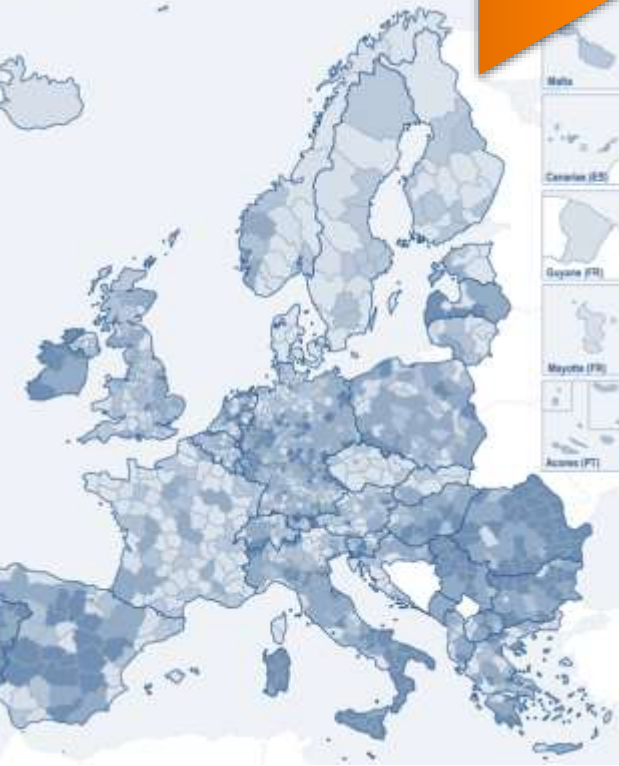 Malta
Canarias (ES)
Guyane (FR)
Mayotte (FR)
Acores (PT)